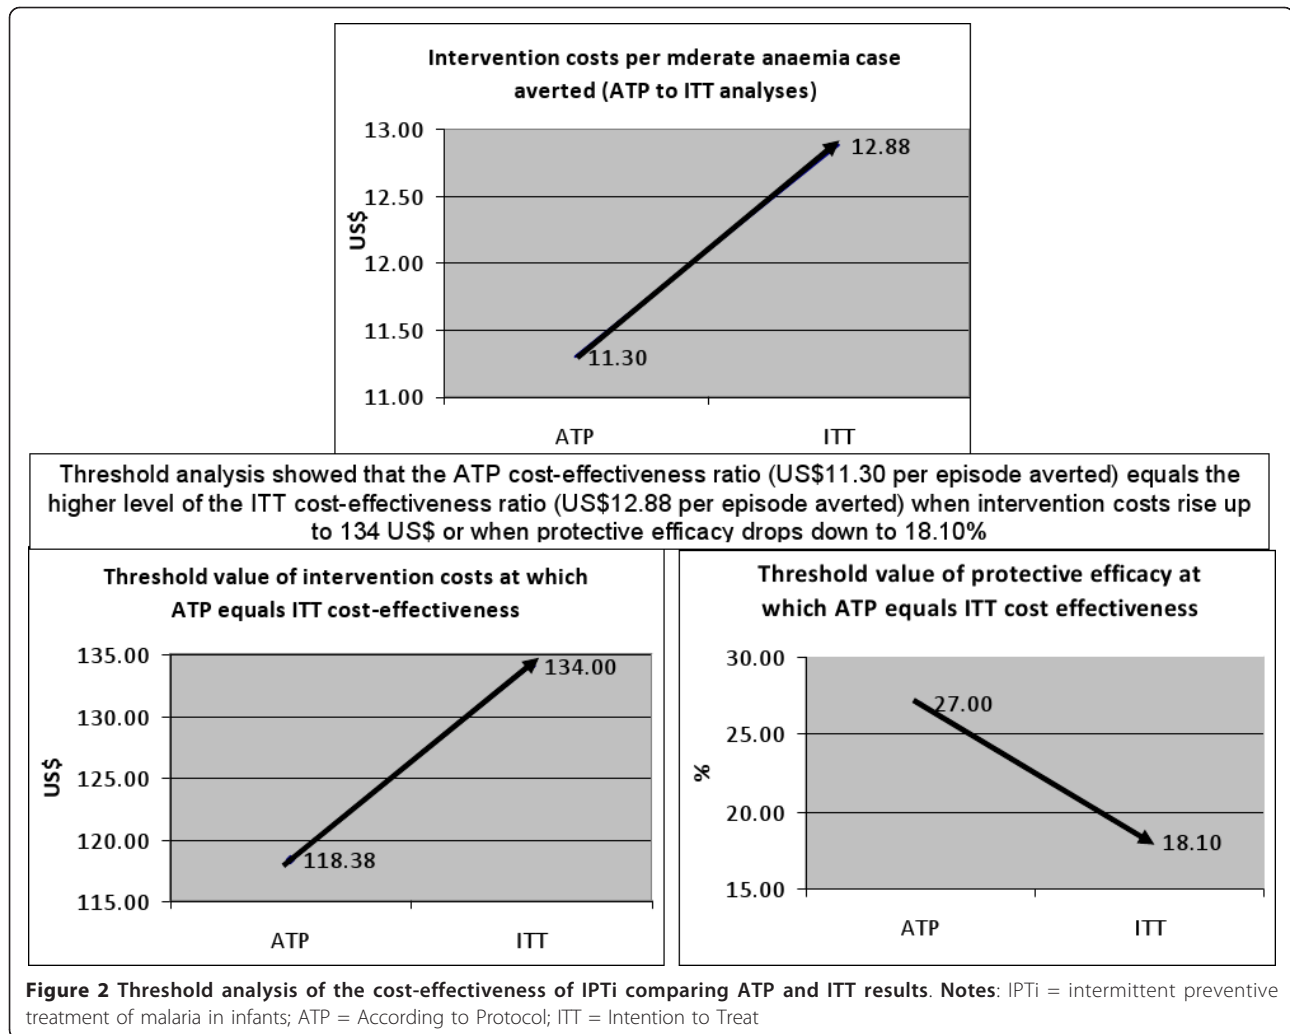 Intervention costs per mderate anaemia case
averted (ATP to ITT analyses)
13.00
12.50
12.00
11.50
11.00
US$
12.88
11.30
ATP ITT
Threshold analysis showed that the ATP cost-effectiveness ratio (US$11.30 per episode averted) equals the
higher level of the ITT cost-effectiveness ratio (US$12.88 per episode averted) when intervention costs rise up
to 134 US$ or when protective efficacy drops down to 18.10%
Threshold value of intervention costs at which
ATP equals ITT cost-effectiveness
135.00
130.00
125.00
120.00
115.00
US$
134.00
118.38
ATP ITT
Threshold value of protective efficacy at
which ATP equals ITT cost effectiveness
30.00
25.00
20.00
15.00
%
27.00
18.10
ATP ITT
Figure 2 Threshold analysis of the cost-effectiveness of IPTi comparing ATP and ITT results. Notes: IPTi = intermittent preventive
treatment of malaria in infants; ATP = According to Protocol; ITT = Intention to Treat